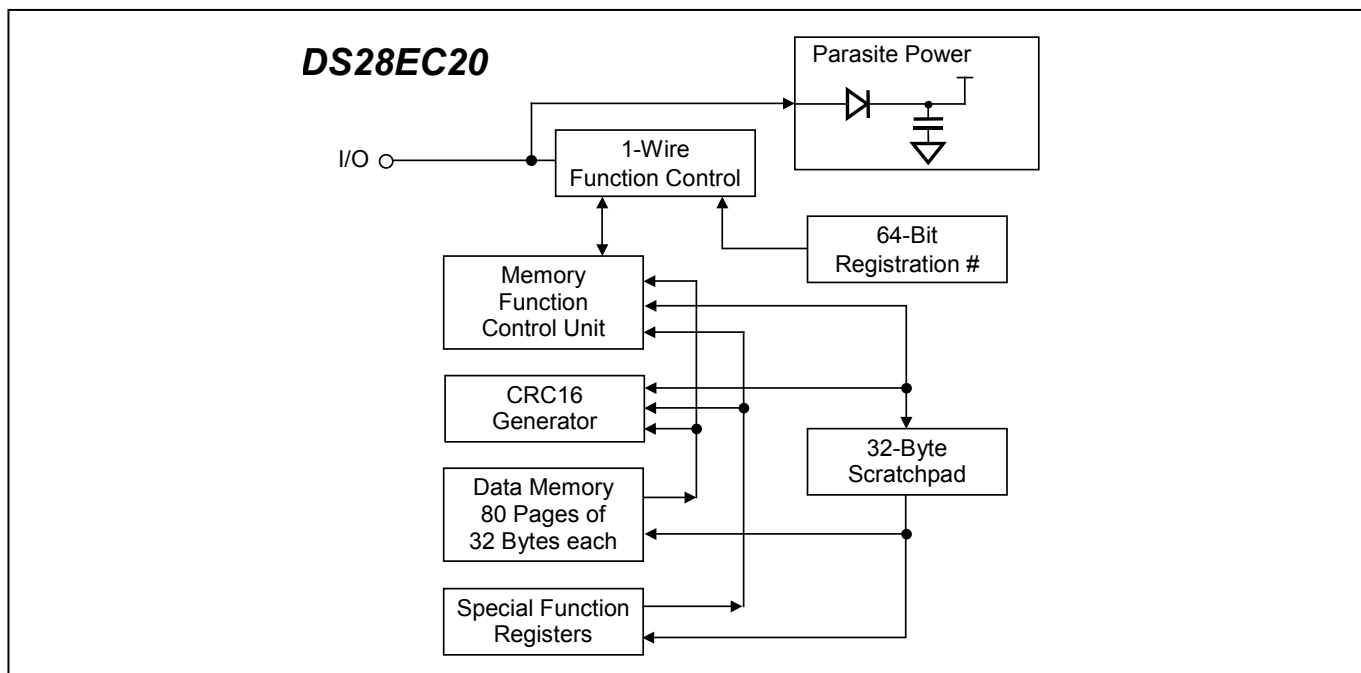 DS28EC20
Parasite Power
I/O
1-Wire
Function Control
64-Bit
Registration #
Memory
Function
Control Unit
CRC16
Generator
32-Byte
Scratchpad
Data Memory
80 Pages of
32 Bytes each
Special Function
Registers